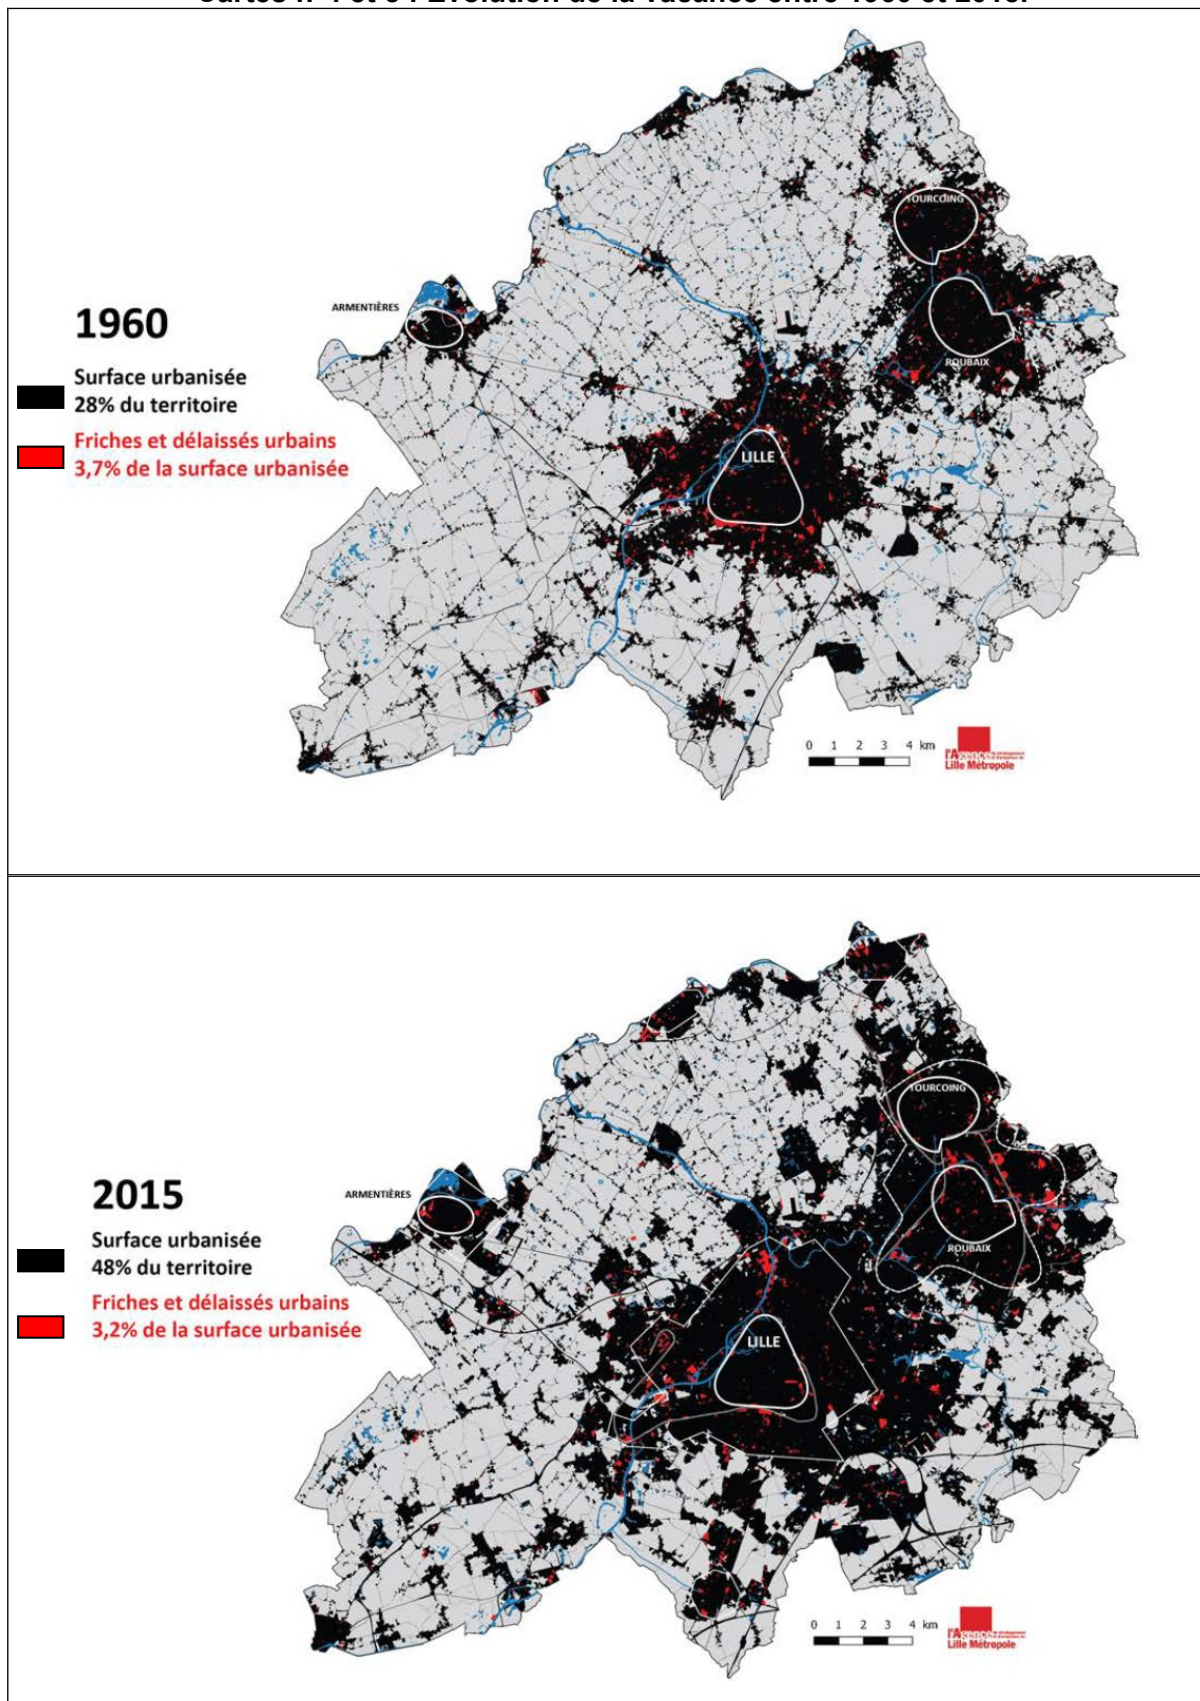 1960
Surface urbanisée
28% du territoire
Friches et délaissés urbains
3,7% de la surface urbanisée
ARMENTIÈRES
TOURCOING
ROUBAIX
LILLE
0 1 2 3 4 km
l'Agence
Lille Métropole
2015
Surface urbanisée
48% du territoire
Friches et délaissés urbains
3,2% de la surface urbanisée
ARMENTIÈRES
TOURCOING
ROUBAIX
LILLE
0 1 2 3 4 km
l'Agence
Lille Métropole